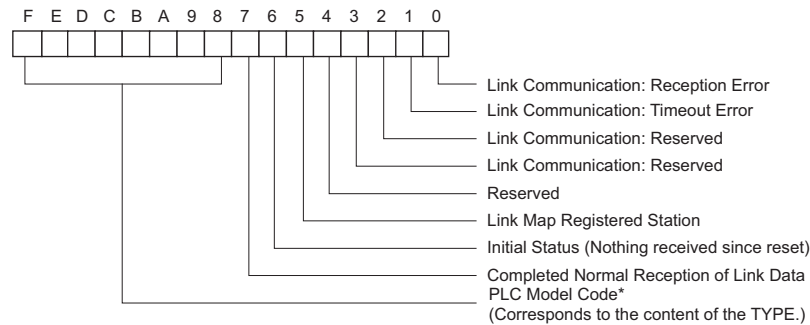 F E D C B A 9 8 7 6 5 4 3 2 1 0
Link Communication: Reception Error
Link Communication: Timeout Error
Link Communication: Reserved
Link Communication: Reserved
Reserved
Link Map Registered Station
Initial Status (Nothing received since reset)
Completed Normal Reception of Link Data
PLC Model Code*
(Corresponds to the content of the TYPE.)